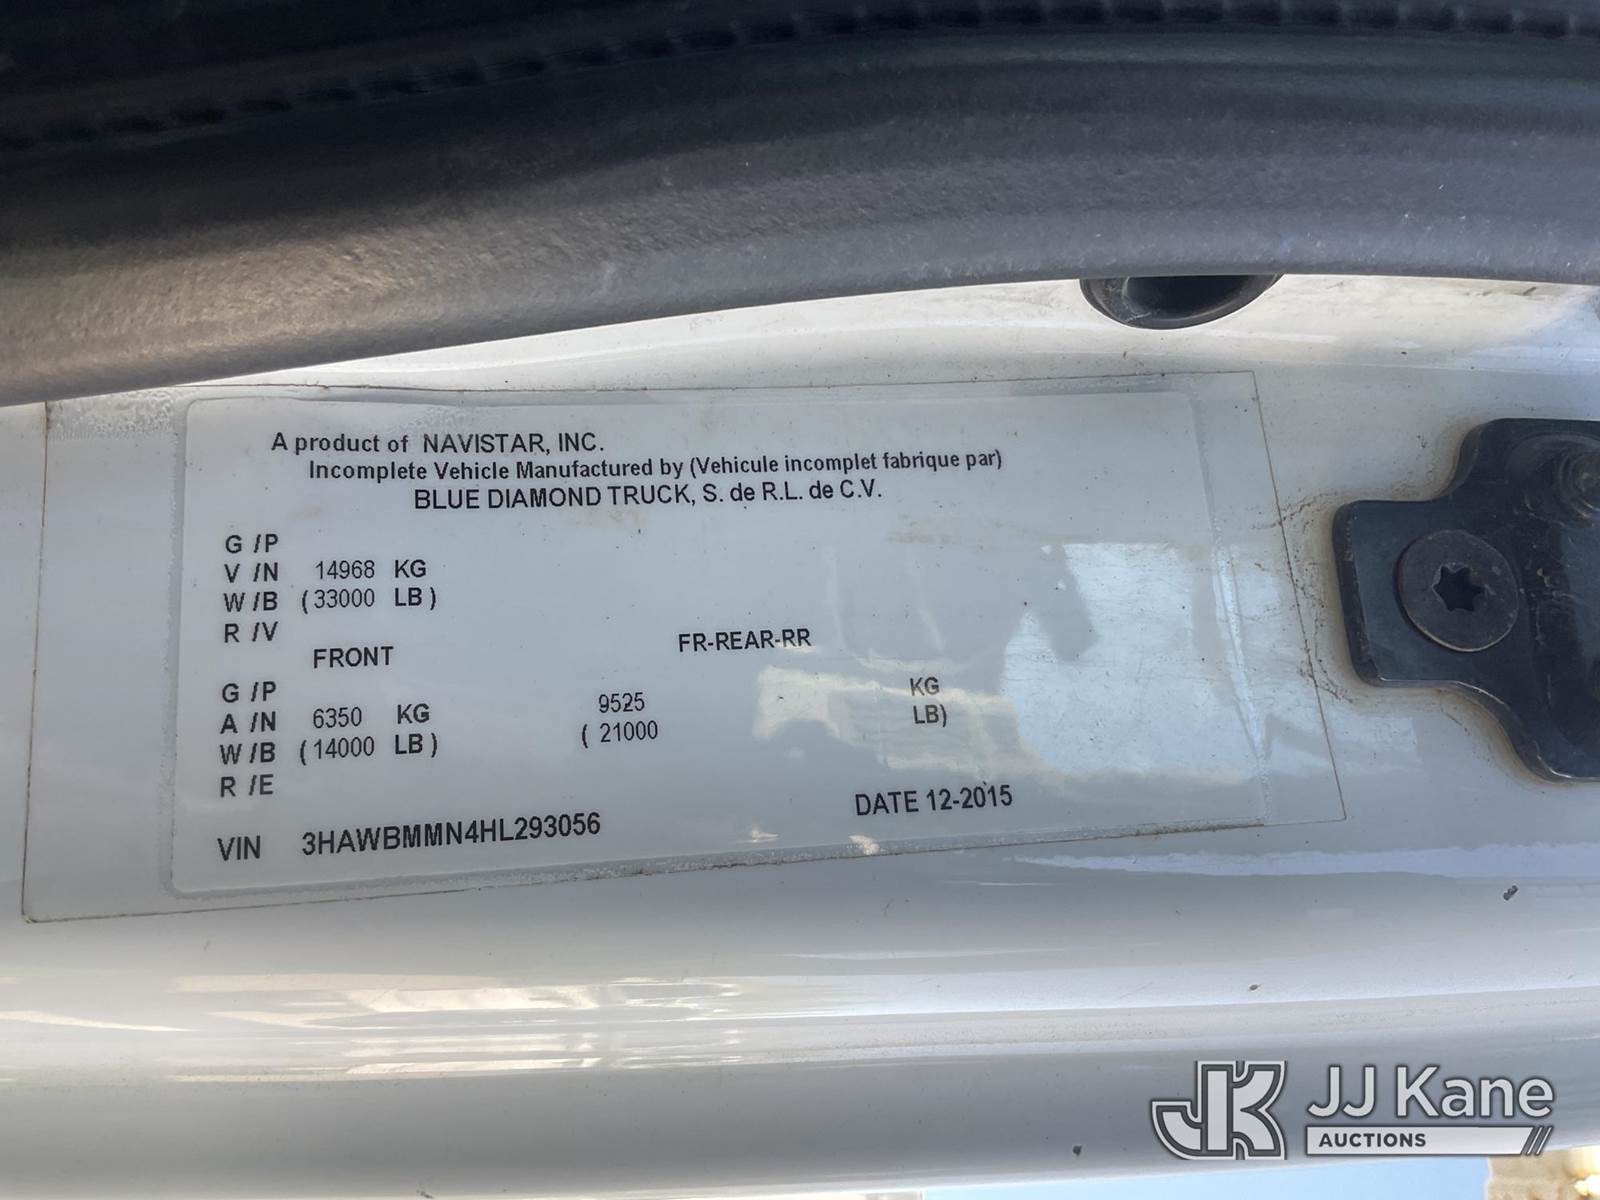 A product of NAVISTAR, INC.
Incomplete Vehicle Manufactured by (Vehicule incomplet fabrique par)
BLUE DIAMOND TRUCK, S. de R.L. de C.V.
G /P
V /N 14968 KG
W /B (33000 LB)
R /V
FRONT FR-REAR-RR
G /P
A /N 6350 KG 9525 KG
W /B (14000 LB) (21000 LB)
R /E
VIN 3HAWBMMN4HL293056 DATE 12-2015
JK JJ Kane
AUCTIONS